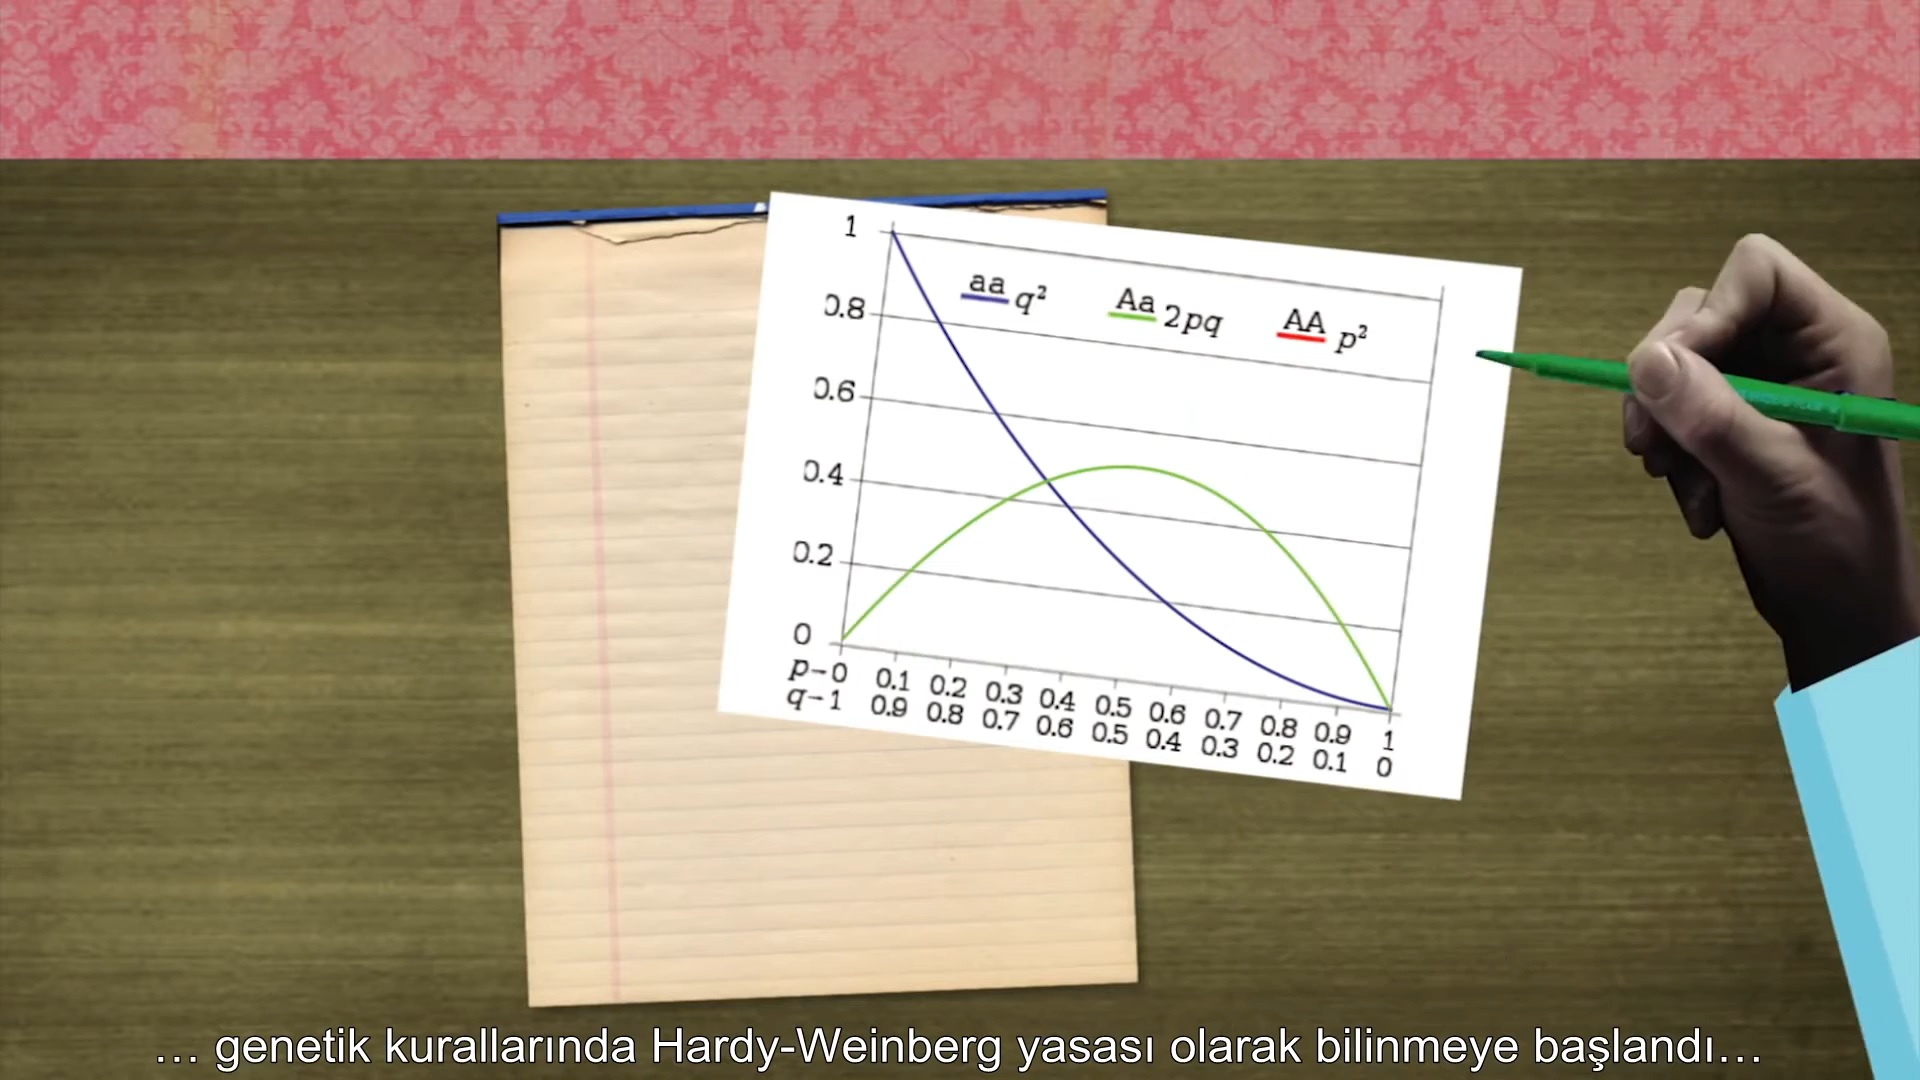 1
aa q² Aa 2pq AA p²
0.8
0.6
0.4
0.2
0
p-0 0.1 0.2 0.3 0.4 0.5 0.6 0.7 0.8 0.9 1
q-1 0.9 0.8 0.7 0.6 0.5 0.4 0.3 0.2 0.1 0
… genetik kurallarında Hardy-Weinberg yasası olarak bilinmeye başlandı…